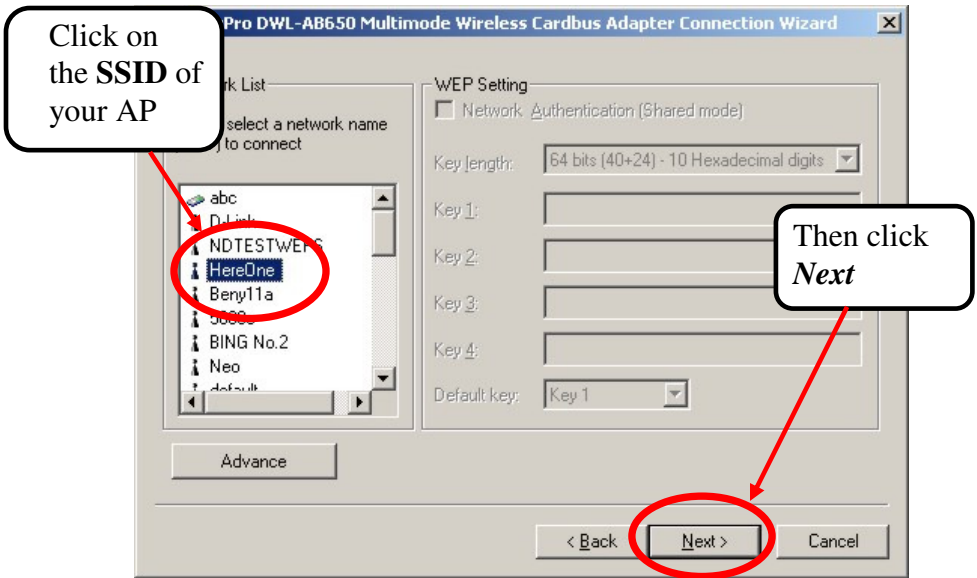 Pro DWL-AB650 Multimode Wireless Cardbus Adapter Connection Wizard
Click on
the SSID of
your AP
rk List
select a network name
to connect
abc
D-Link
NDTESTWEPS
HereOne
Beny11a
BING No.2
Neo
default
Advance
WEP Setting
Network Authentication (Shared mode)
Key length:
64 bits (40+24) - 10 Hexadecimal digits
Key 1:
Key 2:
Key 3:
Key 4:
Default key:
Key 1
Then click
Next
< Back
Next >
Cancel